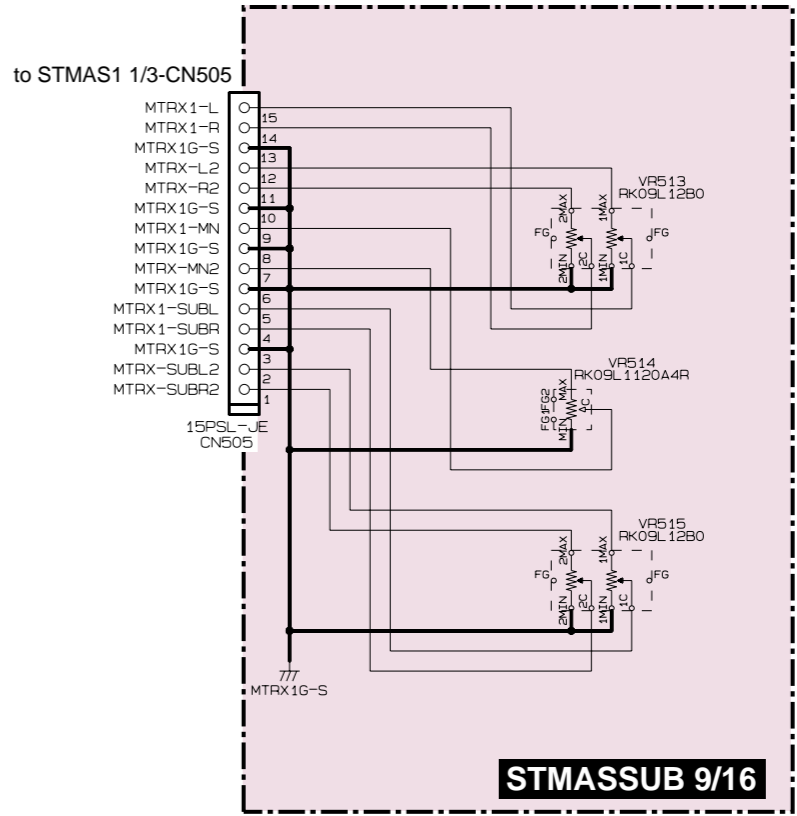 to STMAS1 1/3-CN505
MTRX1-L
15
MTRX1-R
14
MTRX1G-S
13
MTRX-L2
12
MTRX-R2
11
MTRX1G-S
10
MTRX1-MN
9
MTRX1G-S
8
MTRX-MN2
7
MTRX1G-S
6
MTRX1-SUBL
5
MTRX1-SUBR
4
MTRX1G-S
3
MTRX-SUBL2
2
MTRX-SUBR2
1
15PSL-JE
CN505
VR513
RK09L12B0
2MAX
1MAX
FG
FG
2MIN
2C
1MIN
1C
VR514
RK09L1120A4R
MAX
FG1
FG2
C
MIN
VR515
RK09L12B0
2MAX
1MAX
FG
FG
2MIN
2C
1MIN
1C
MTRX1G-S
STMASSUB 9/16